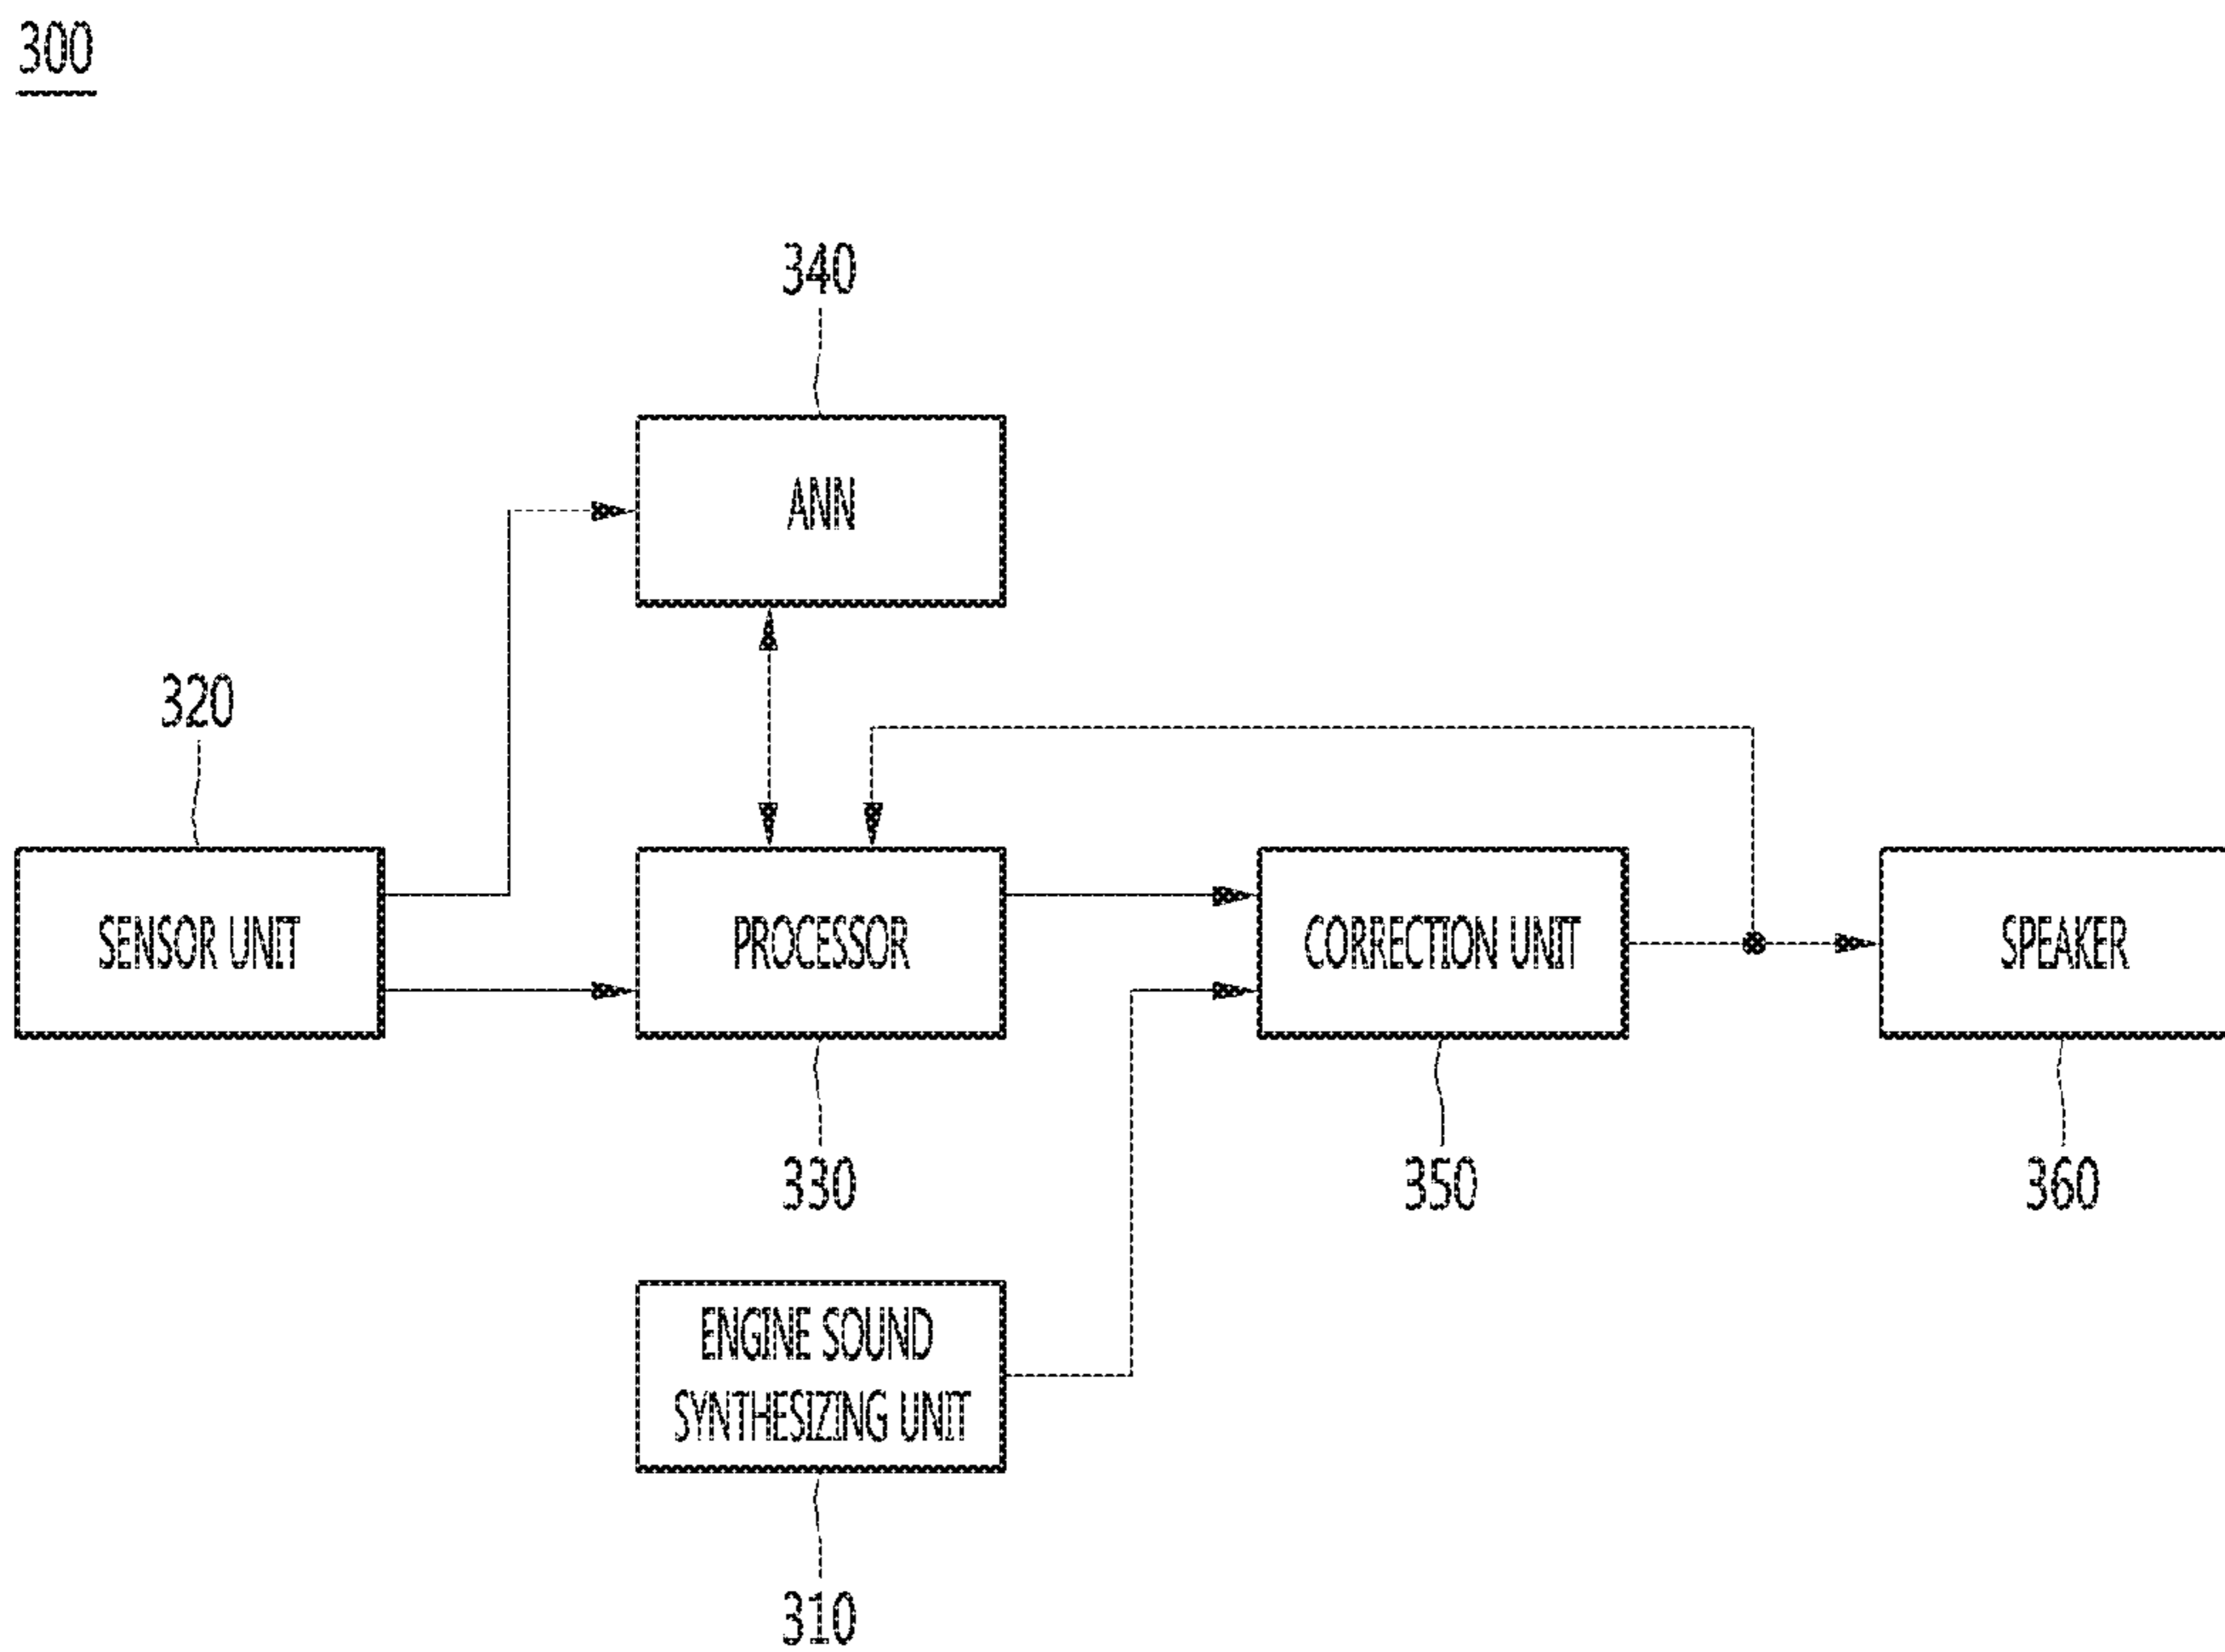 300
340
ANN
320
SENSOR UNIT
PROCESSOR
CORRECTION UNIT
SPEAKER
330
350
360
ENGINE SOUND
SYNTHESIZING UNIT
310